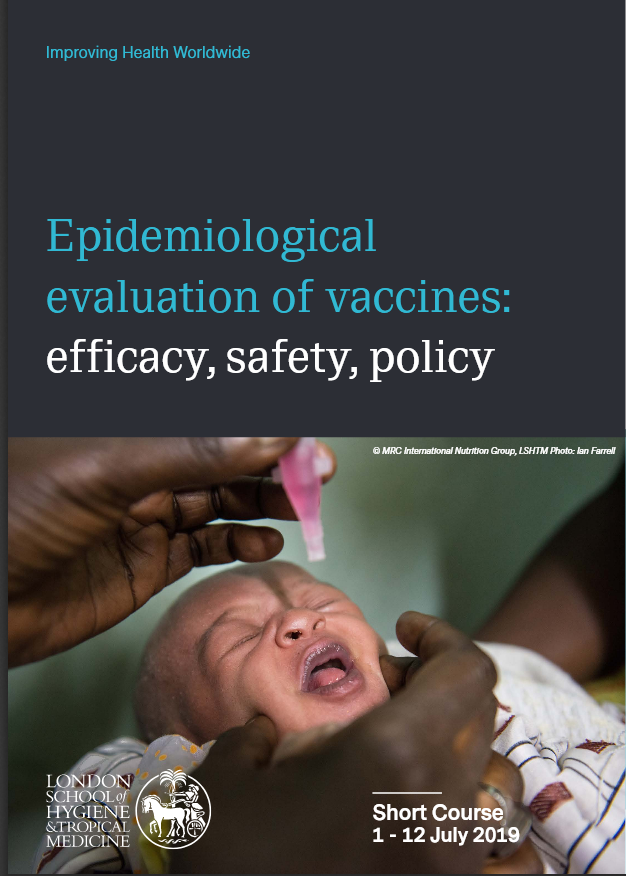 Improving Health Worldwide
Epidemiological
evaluation of vaccines:
efficacy, safety, policy
© MRC International Nutrition Group, LSHTM Photo: Ian Farrell
LONDON
SCHOOL of
HYGIENE
& TROPICAL
MEDICINE
Short Course
1 - 12 July 2019